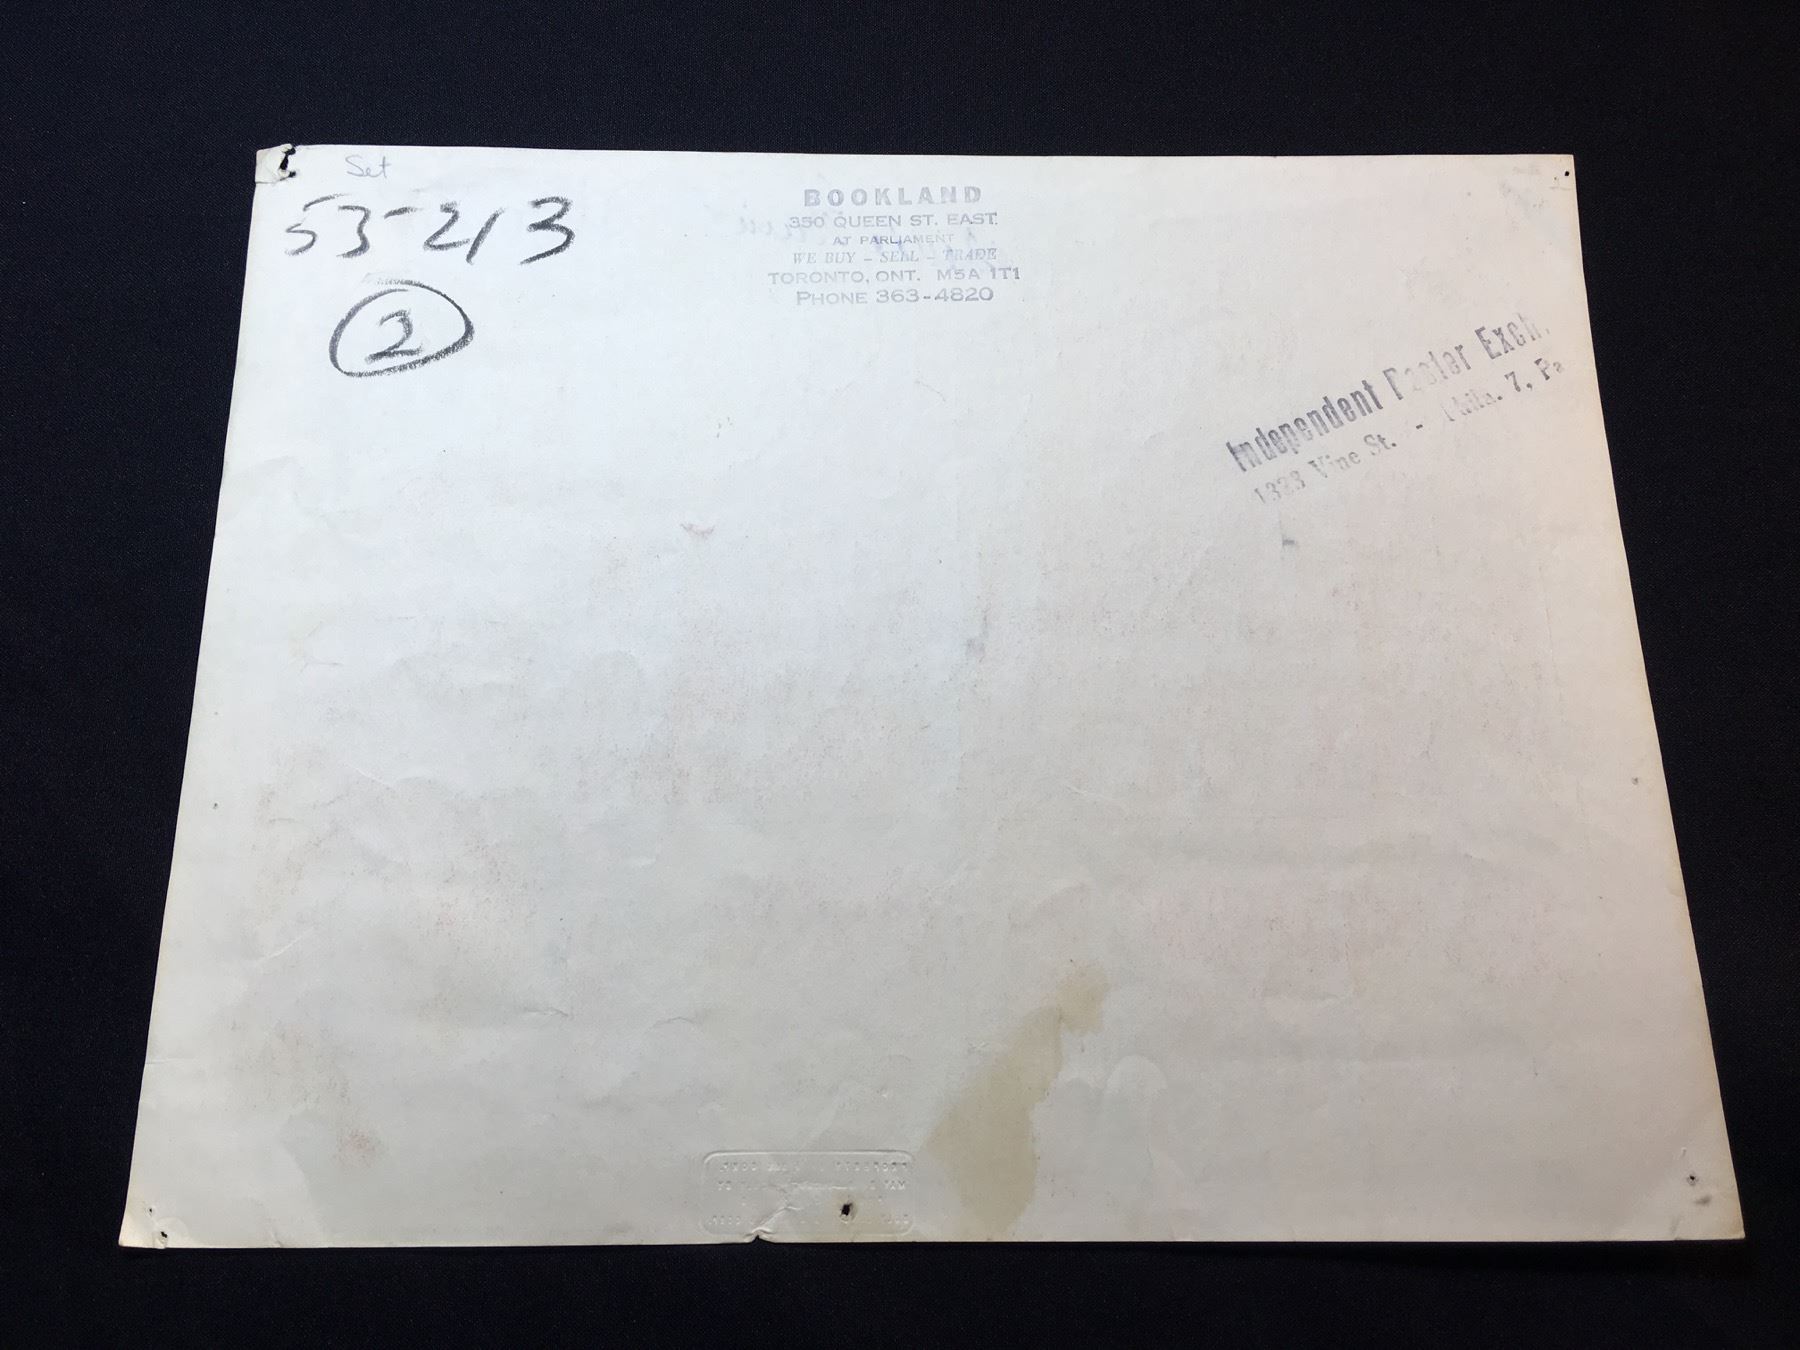 Set
53-213
2
BOOKLAND
350 QUEEN ST. EAST.
AT PARLIAMENT
WE BUY - SELL - TRADE
TORONTO, ONT. M5A 1T1
PHONE 363-4820
Independent Poster Exch.
1323 Vine St. - Phila. 7, Pa